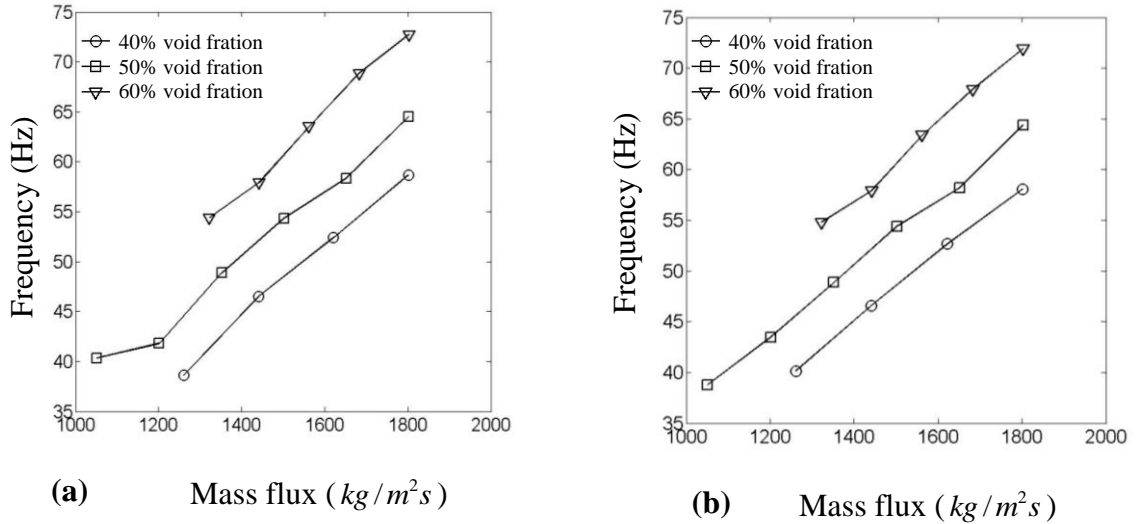 75
70
65
60
55
50
45
40
35
Frequency (Hz)
40% void fration
50% void fration
60% void fration
1000 1200 1400 1600 1800 2000
(a) Mass flux ( kg / m²s )
75
70
65
60
55
50
45
40
35
Frequency (Hz)
40% void fration
50% void fration
60% void fration
1000 1200 1400 1600 1800 2000
(b) Mass flux ( kg / m²s )